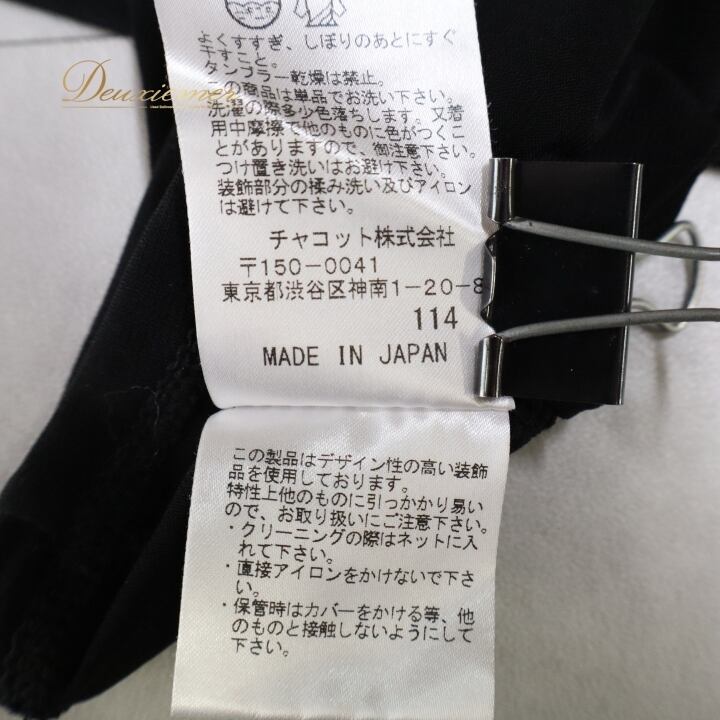 Deuxiemer
よくすすぎ、しぼりのあとにすぐ
干すこと。
タンブラー乾燥は禁止。
この商品は単品でお洗い下さい。
洗濯の際多少色落ちします。又着
用中摩擦で他のものに色がつくこ
とがありますので、御注意下さい。
つけ置き洗いはお避け下さい。
装飾部分の揉み洗い及びアイロン
は避けて下さい。
チャコット株式会社
〒150-0041
東京都渋谷区神南1-20-8
114
MADE IN JAPAN
この製品はデザイン性の高い装飾
品を使用しております。
特性上他のものに引っかかり易い
ので、お取り扱いにご注意下さい。
・クリーニングの際はネットに入
れて下さい。
・直接アイロンをかけないで下さ
い。
・保管時はカバーをかける等、他
のものと接触しないようにして
下さい。